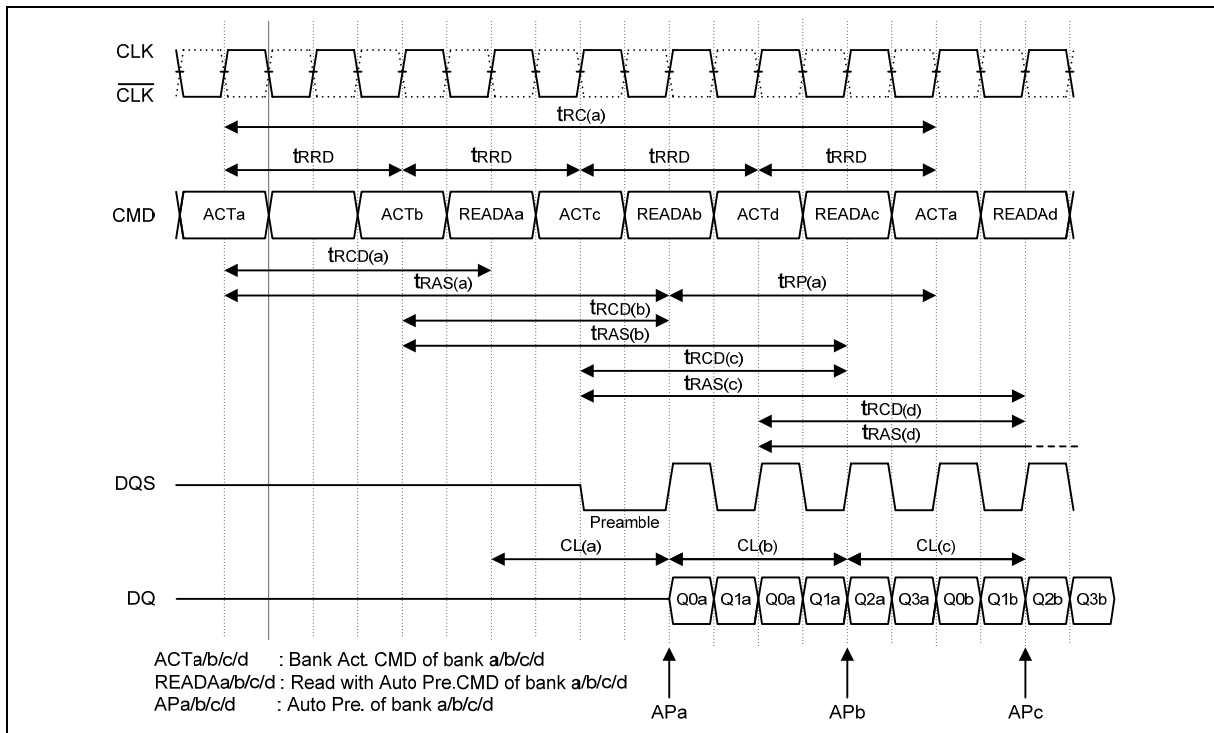 CLK
CLK
tRC(a)
tRRD tRRD tRRD tRRD
CMD ACTa ACTb READAa ACTc READAb ACTd READAc ACTa READAd
tRCD(a)
tRAS(a) tRP(a)
tRCD(b)
tRAS(b)
tRCD(c)
tRAS(c)
tRCD(d)
tRAS(d)
DQS
Preamble
CL(a) CL(b) CL(c)
DQ Q0a Q1a Q0a Q1a Q2a Q3a Q0b Q1b Q2b Q3b
ACTa/b/c/d : Bank Act. CMD of bank a/b/c/d
READAa/b/c/d : Read with Auto Pre.CMD of bank a/b/c/d
APa/b/c/d : Auto Pre. of bank a/b/c/d
APa APb APc